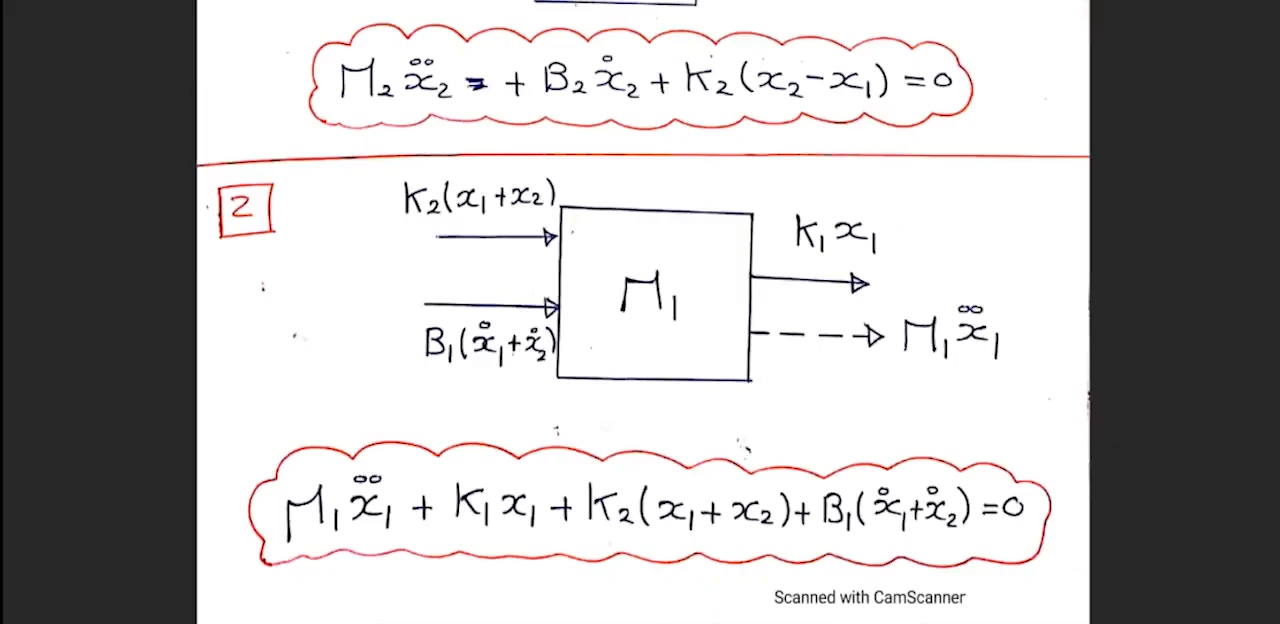 M₂ẍ₂ = + B₂ẋ₂ + K₂(x₂-x₁) = 0
2
K₂(x₁+x₂)
K₁x₁
M₁
B₁(ẋ₁+ẋ₂)
M₁ẍ₁
M₁ẍ₁ + K₁x₁ + K₂(x₁+x₂) + B₁(ẋ₁+ẋ₂) = 0
Scanned with CamScanner